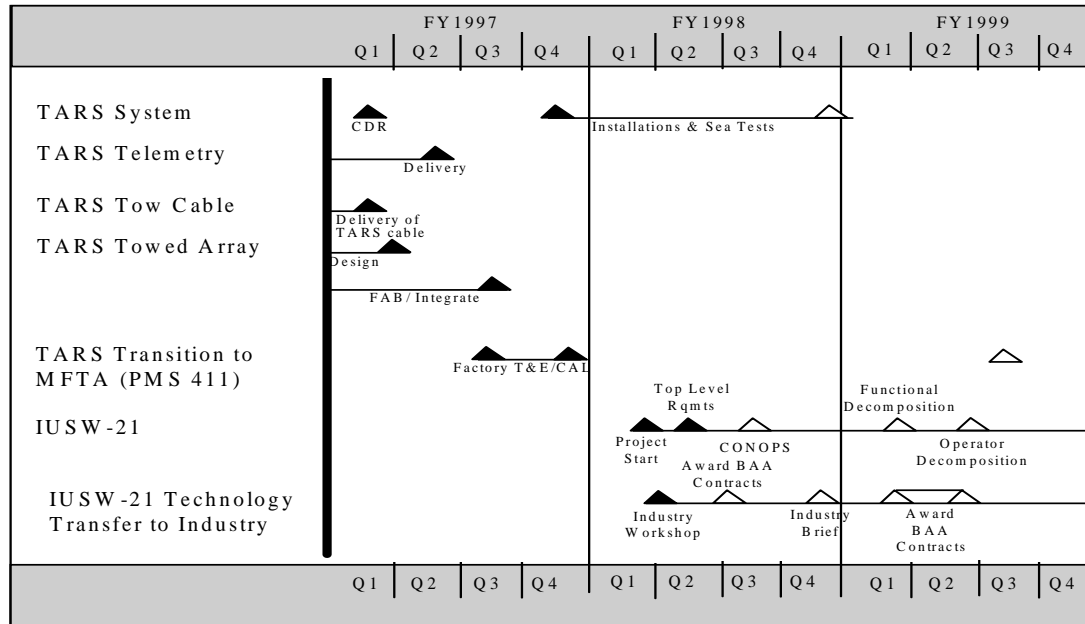 FY1997 FY1998 FY1999
Q1 Q2 Q3 Q4 Q1 Q2 Q3 Q4 Q1 Q2 Q3 Q4
TARS System
CDR
Installations & Sea Tests
TARS Telemetry
Delivery
TARS Tow Cable
Delivery of
TARS cable
TARS Towed Array
Design
FAB/Integrate
TARS Transition to
MFTA (PMS 411)
Factory T&E/CAL
Top Level
Rqmts
Functional
Decomposition
IUSW-21
Project
Start
CONOPS
Operator
Decomposition
Award BAA
Contracts
IUSW-21 Technology
Transfer to Industry
Industry
Workshop
Industry
Brief
Award
BAA
Contracts
Q1 Q2 Q3 Q4 Q1 Q2 Q3 Q4 Q1 Q2 Q3 Q4